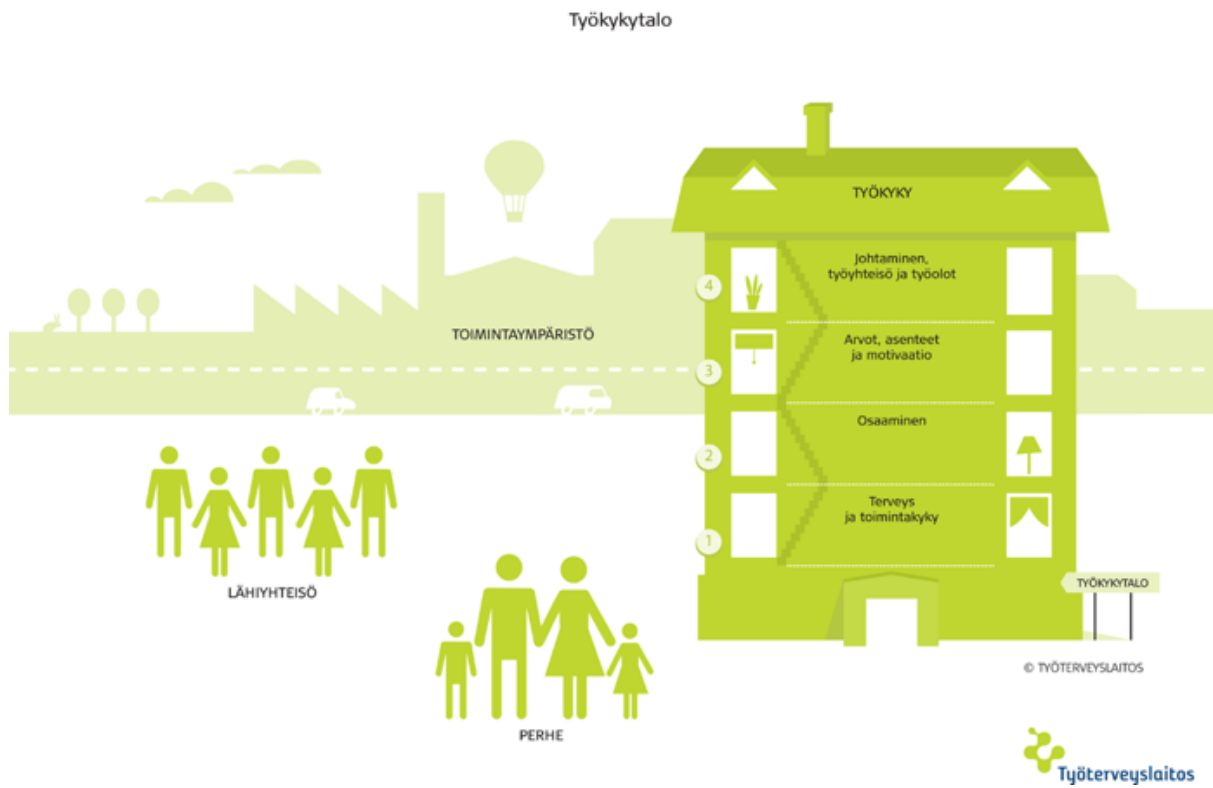 Työkykytalo
TYÖKYKY
Johtaminen,
työyhteisö ja työolot
4
TOIMINTAYMPÄRISTÖ
Arvot, asenteet
ja motivaatio
3
Osaaminen
2
Terveys
ja toimintakyky
1
LÄHIYHTEISÖ
TYÖKYKYTALO
© TYÖTERVEYSLAITOS
PERHE
Työterveyslaitos